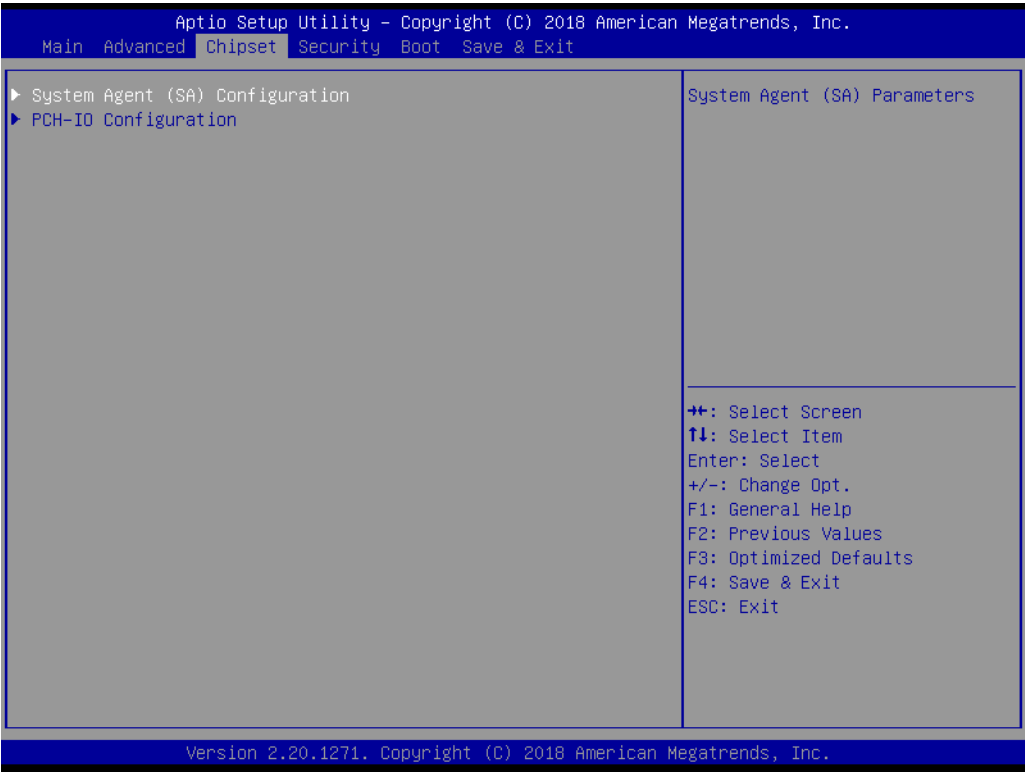 Aptio Setup Utility – Copyright (C) 2018 American Megatrends, Inc.
Main Advanced Chipset Security Boot Save & Exit
▶ System Agent (SA) Configuration
▶ PCH-IO Configuration
System Agent (SA) Parameters
→←: Select Screen
↑↓: Select Item
Enter: Select
+/-: Change Opt.
F1: General Help
F2: Previous Values
F3: Optimized Defaults
F4: Save & Exit
ESC: Exit
Version 2.20.1271. Copyright (C) 2018 American Megatrends, Inc.